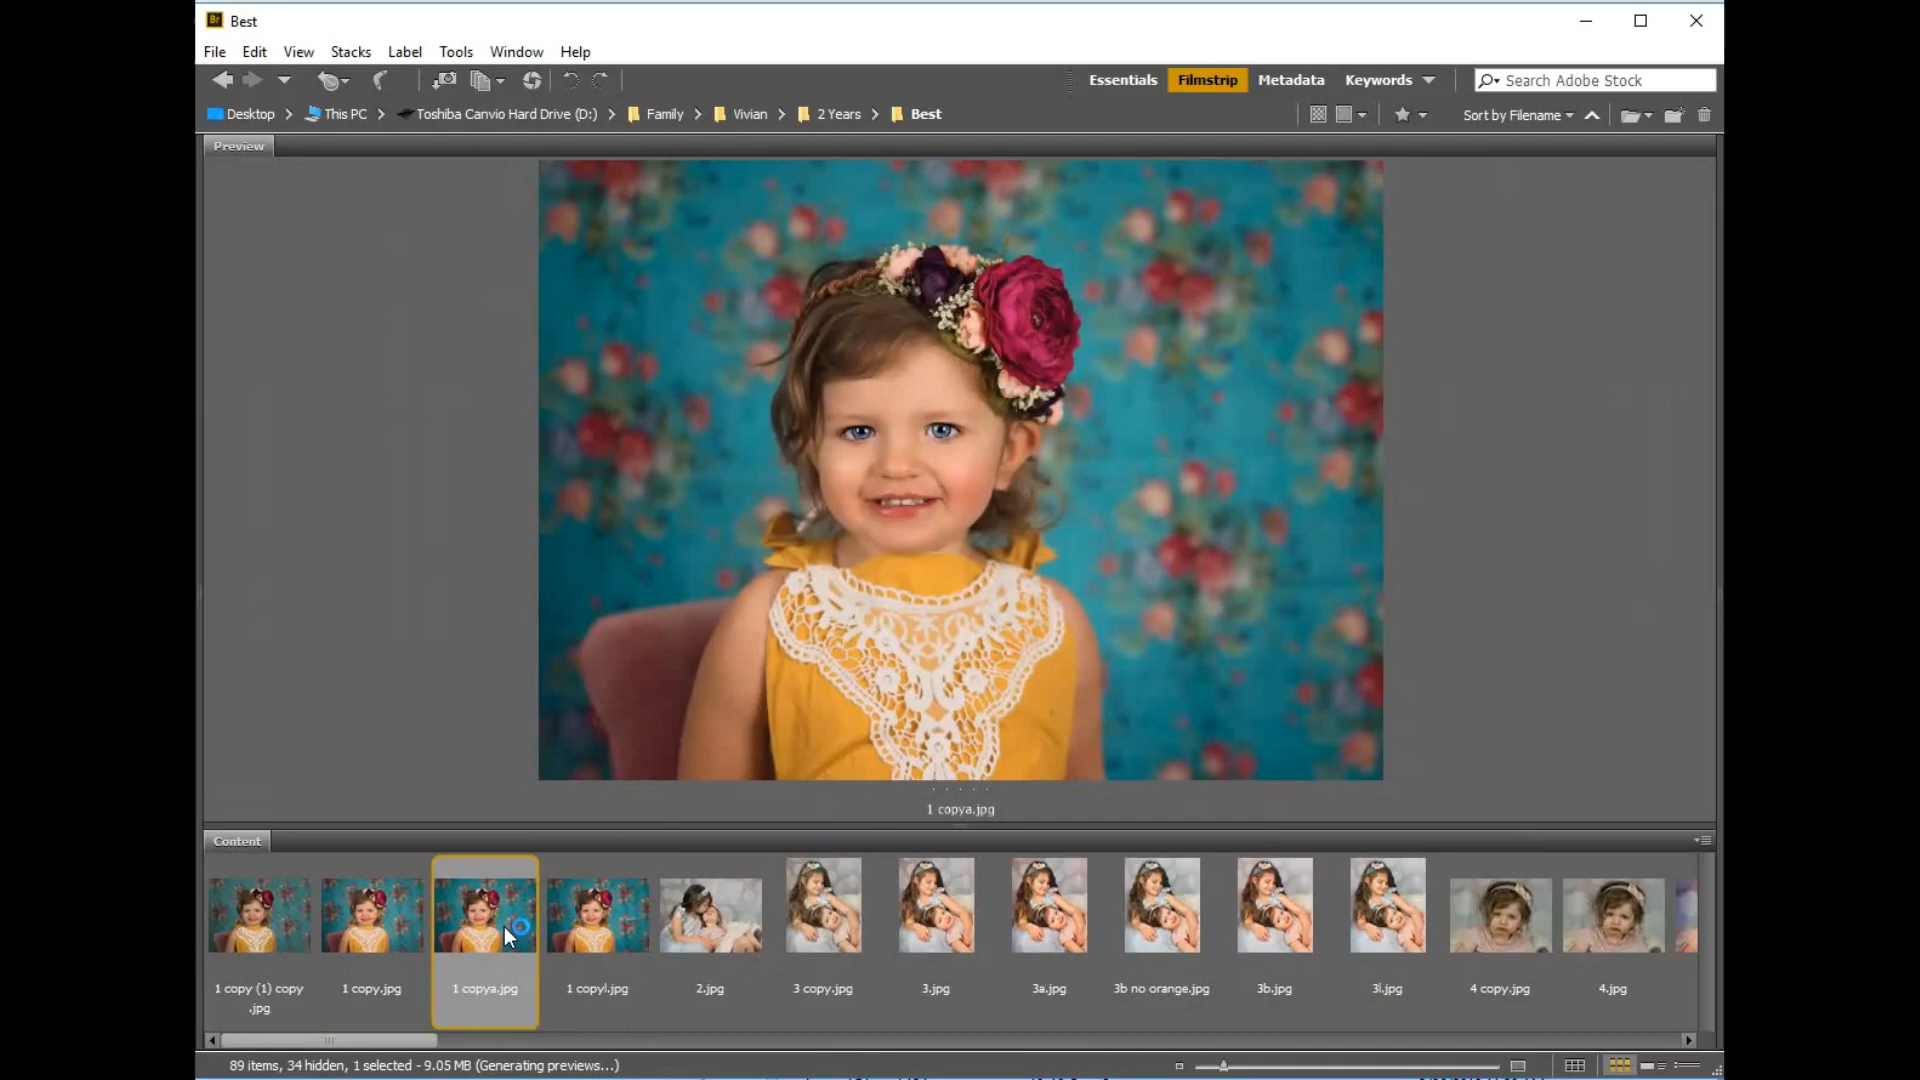 Br Best
File Edit View Stacks Label Tools Window Help
Essentials Filmstrip Metadata Keywords Search Adobe Stock
Desktop This PC Toshiba Canvio Hard Drive (D:) Family Vivian 2 Years Best Sort by Filename
Preview
1 copya.jpg
Content
1 copy (1) copy 1 copy.jpg 1 copya.jpg 1 copyl.jpg 2.jpg 3 copy.jpg 3.jpg 3a.jpg 3b no orange.jpg 3b.jpg 3l.jpg 4 copy.jpg 4.jpg
.jpg
89 items, 34 hidden, 1 selected - 9.05 MB (Generating previews...)